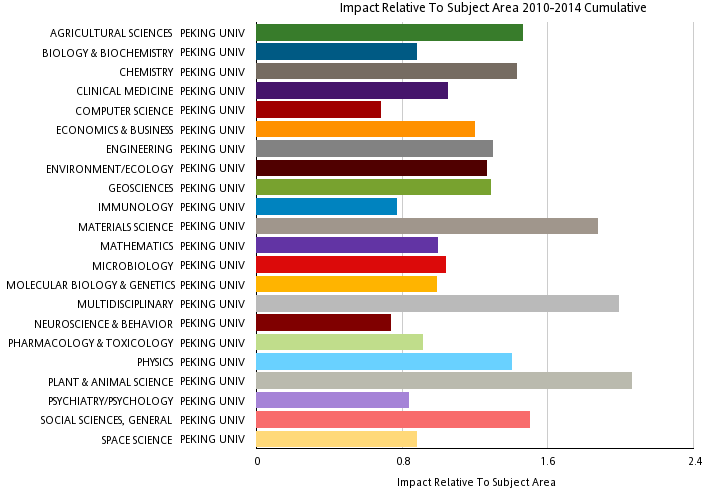 Impact Relative To Subject Area 2010-2014 Cumulative
AGRICULTURAL SCIENCES PEKING UNIV
BIOLOGY & BIOCHEMISTRY PEKING UNIV
CHEMISTRY PEKING UNIV
CLINICAL MEDICINE PEKING UNIV
COMPUTER SCIENCE PEKING UNIV
ECONOMICS & BUSINESS PEKING UNIV
ENGINEERING PEKING UNIV
ENVIRONMENT/ECOLOGY PEKING UNIV
GEOSCIENCES PEKING UNIV
IMMUNOLOGY PEKING UNIV
MATERIALS SCIENCE PEKING UNIV
MATHEMATICS PEKING UNIV
MICROBIOLOGY PEKING UNIV
MOLECULAR BIOLOGY & GENETICS PEKING UNIV
MULTIDISCIPLINARY PEKING UNIV
NEUROSCIENCE & BEHAVIOR PEKING UNIV
PHARMACOLOGY & TOXICOLOGY PEKING UNIV
PHYSICS PEKING UNIV
PLANT & ANIMAL SCIENCE PEKING UNIV
PSYCHIATRY/PSYCHOLOGY PEKING UNIV
SOCIAL SCIENCES, GENERAL PEKING UNIV
SPACE SCIENCE PEKING UNIV
0 0.8 1.6 2.4
Impact Relative To Subject Area